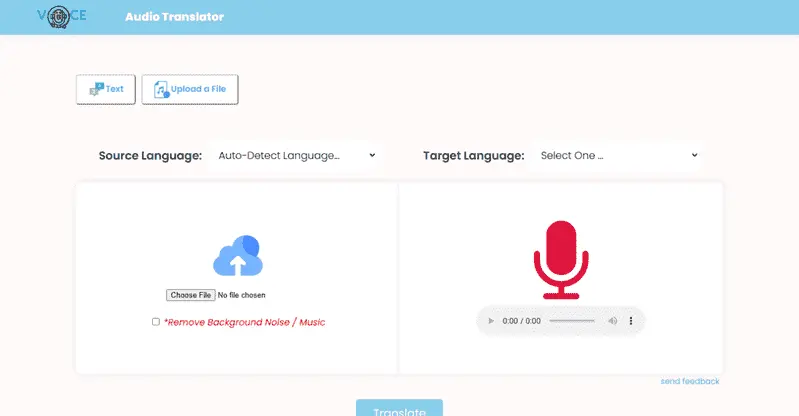 VOICE
Audio Translator
Text
Upload a File
Source Language: Auto-Detect Language... Target Language: Select One ...
Choose File No file chosen
*Remove Background Noise / Music
0:00 / 0:00
send feedback
Translate